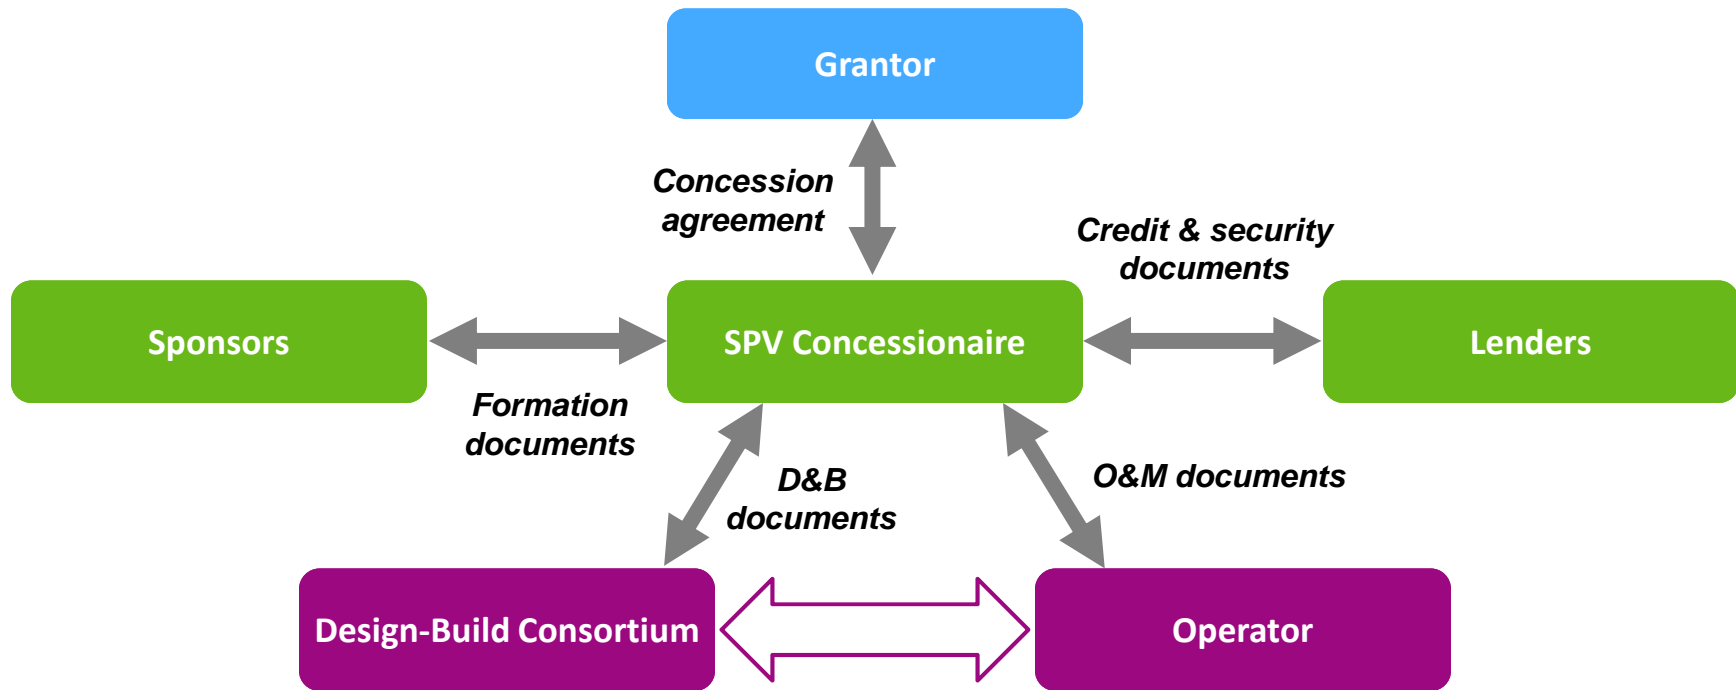 Grantor
Concession
agreement
Credit & security
documents
Sponsors
SPV Concessionaire
Lenders
Formation
documents
D&B
documents
O&M documents
Design-Build Consortium
Operator